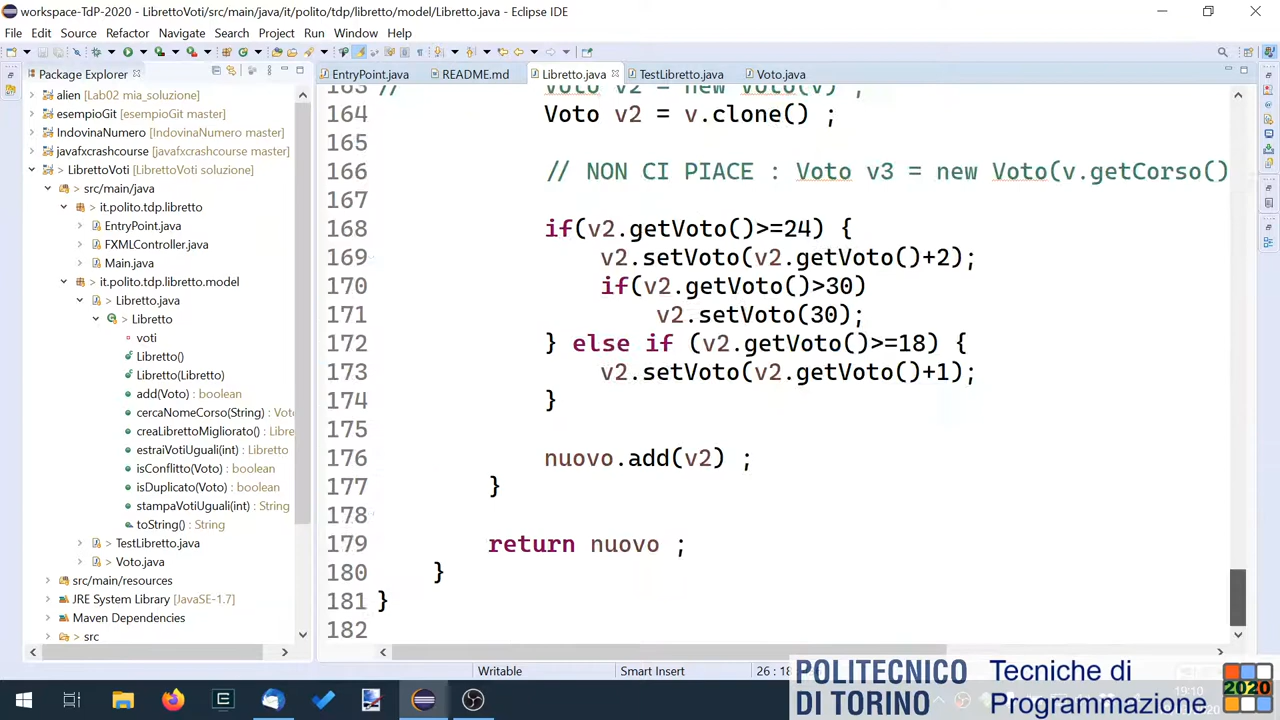 workspace-TdP-2020 - LibrettoVoti/src/main/java/it/polito/tdp/libretto/model/Libretto.java - Eclipse IDE
File Edit Source Refactor Navigate Search Project Run Window Help
Package Explorer
EntryPoint.java README.md Libretto.java TestLibretto.java Voto.java
alien [Lab02 mia_soluzione]
esempioGit [esempioGit master]
IndovinaNumero [IndovinaNumero master]
javafxcrashcourse [javafxcrashcourse master]
> LibrettoVoti [LibrettoVoti soluzione]
> src/main/java
> it.polito.tdp.libretto
> EntryPoint.java
> FXMLController.java
> Main.java
> it.polito.tdp.libretto.model
> Libretto.java
> Libretto
voti
Libretto()
Libretto(Libretto)
add(Voto) : boolean
cercaNomeCorso(String) : Voto
creaLibrettoMigliorato() : Libre
estraiVotiUguali(int) : Libretto
isConflitto(Voto) : boolean
isDuplicato(Voto) : boolean
stampaVotiUguali(int) : String
toString() : String
> TestLibretto.java
> Voto.java
src/main/resources
JRE System Library [JavaSE-1.7]
Maven Dependencies
> src
163 // Voto v2 = new Voto(v) ;
164 Voto v2 = v.clone() ;
165
166 // NON CI PIACE : Voto v3 = new Voto(v.getCorso()
167
168 if(v2.getVoto()>=24) {
169 v2.setVoto(v2.getVoto()+2);
170 if(v2.getVoto()>30)
171 v2.setVoto(30);
172 } else if (v2.getVoto()>=18) {
173 v2.setVoto(v2.getVoto()+1);
174 }
175
176 nuovo.add(v2) ;
177 }
178
179 return nuovo ;
180 }
181 }
182
Writable Smart Insert 26 : 18
POLITECNICO
DI TORINO
Tecniche di
Programmazione
2020
19:10